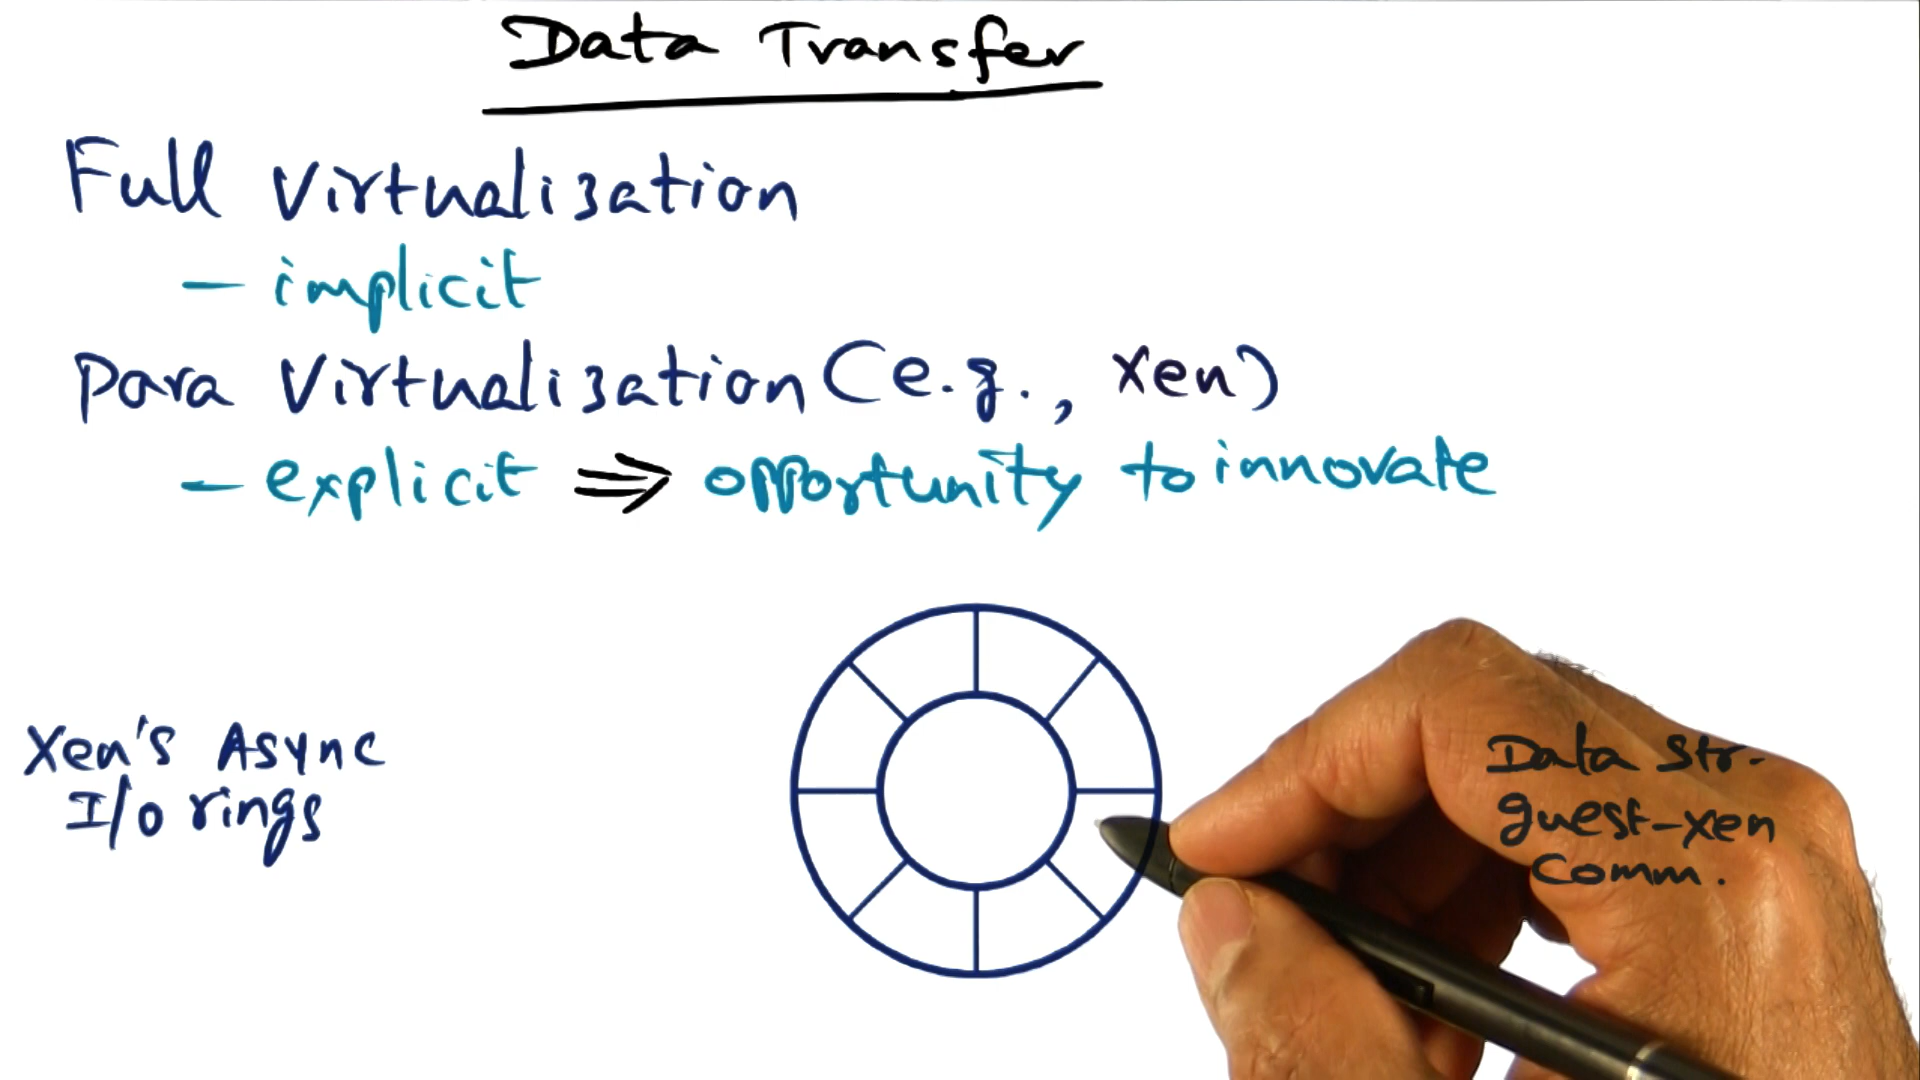 Data Transfer
Full Virtualization
- implicit
Para Virtualization (e.g., Xen)
- explicit ⇒ opportunity to innovate
Xen's Async
I/O rings
Data Str.
guest-xen
Comm.